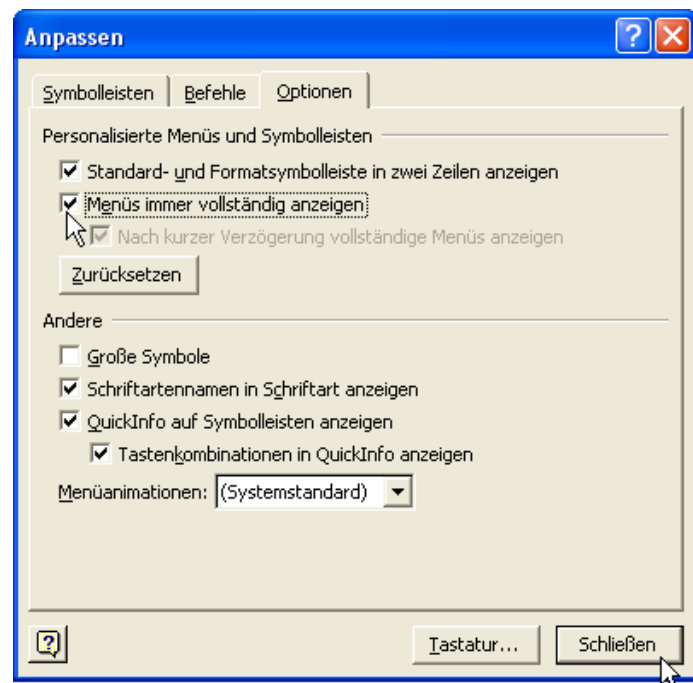 Anpassen
Symbolleisten Befehle Optionen
Personalisierte Menüs und Symbolleisten
Standard- und Formatsymbolleiste in zwei Zeilen anzeigen
Menüs immer vollständig anzeigen
Nach kurzer Verzögerung vollständige Menüs anzeigen
Zurücksetzen
Andere
Große Symbole
Schriftartennamen in Schriftart anzeigen
QuickInfo auf Symbolleisten anzeigen
Tastenkombinationen in QuickInfo anzeigen
Menüanimationen: (Systemstandard)
Tastatur... Schließen